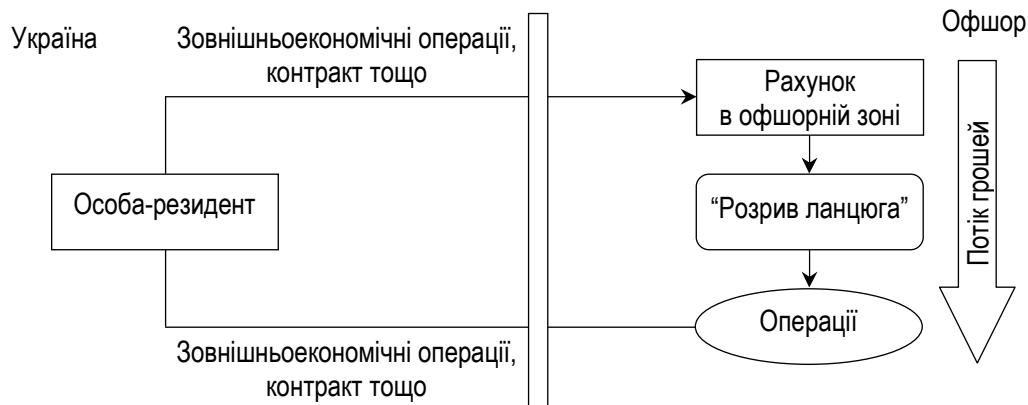 Україна
Зовнішньоекономічні операції,
контракт тощо
Офшор
Рахунок
в офшорній зоні
Особа-резидент
“Розрив ланцюга”
Потік грошей
Операції
Зовнішньоекономічні операції,
контракт тощо